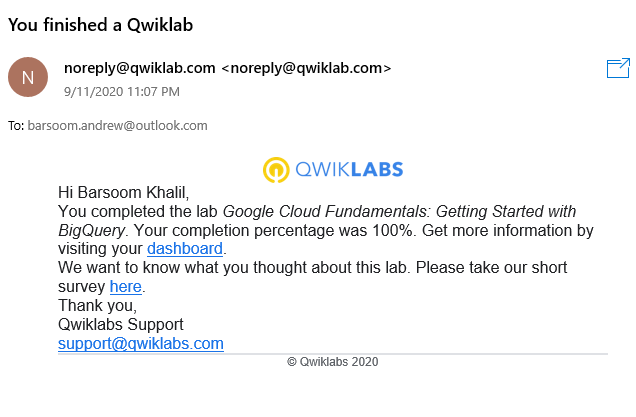 You finished a Qwiklab
N
noreply@qwiklab.com <noreply@qwiklab.com>
9/11/2020 11:07 PM
To: barsoom.andrew@outlook.com
QWIKLABS
Hi Barsoom Khalil,
You completed the lab Google Cloud Fundamentals: Getting Started with
BigQuery. Your completion percentage was 100%. Get more information by
visiting your dashboard.
We want to know what you thought about this lab. Please take our short
survey here.
Thank you,
Qwiklabs Support
support@qwiklabs.com
© Qwiklabs 2020